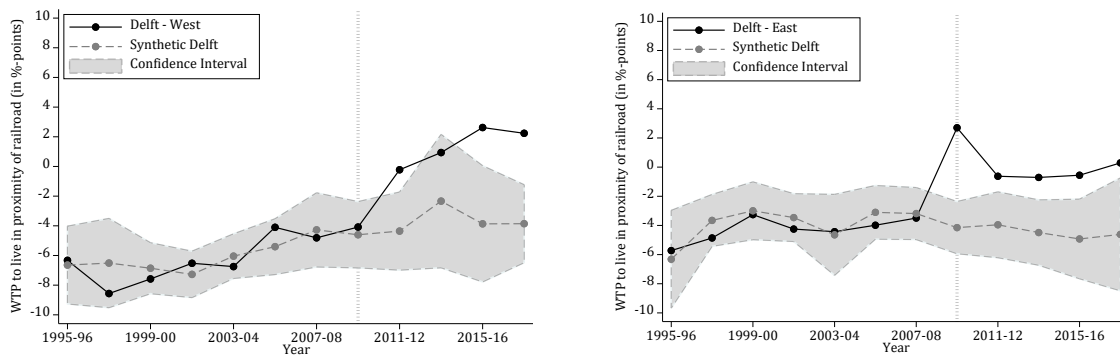 WTP to live in proximity of railroad (in %-points)
10
8
6
4
2
0
-2
-4
-6
-8
-10
Delft - West
Synthetic Delft
Confidence Interval
1995-96 1999-00 2003-04 2007-08 2011-12 2015-16
Year
WTP to live in proximity of railroad (in %-points)
10
8
6
4
2
0
-2
-4
-6
-8
-10
Delft - East
Synthetic Delft
Confidence Interval
1995-96 1999-00 2003-04 2007-08 2011-12 2015-16
Year